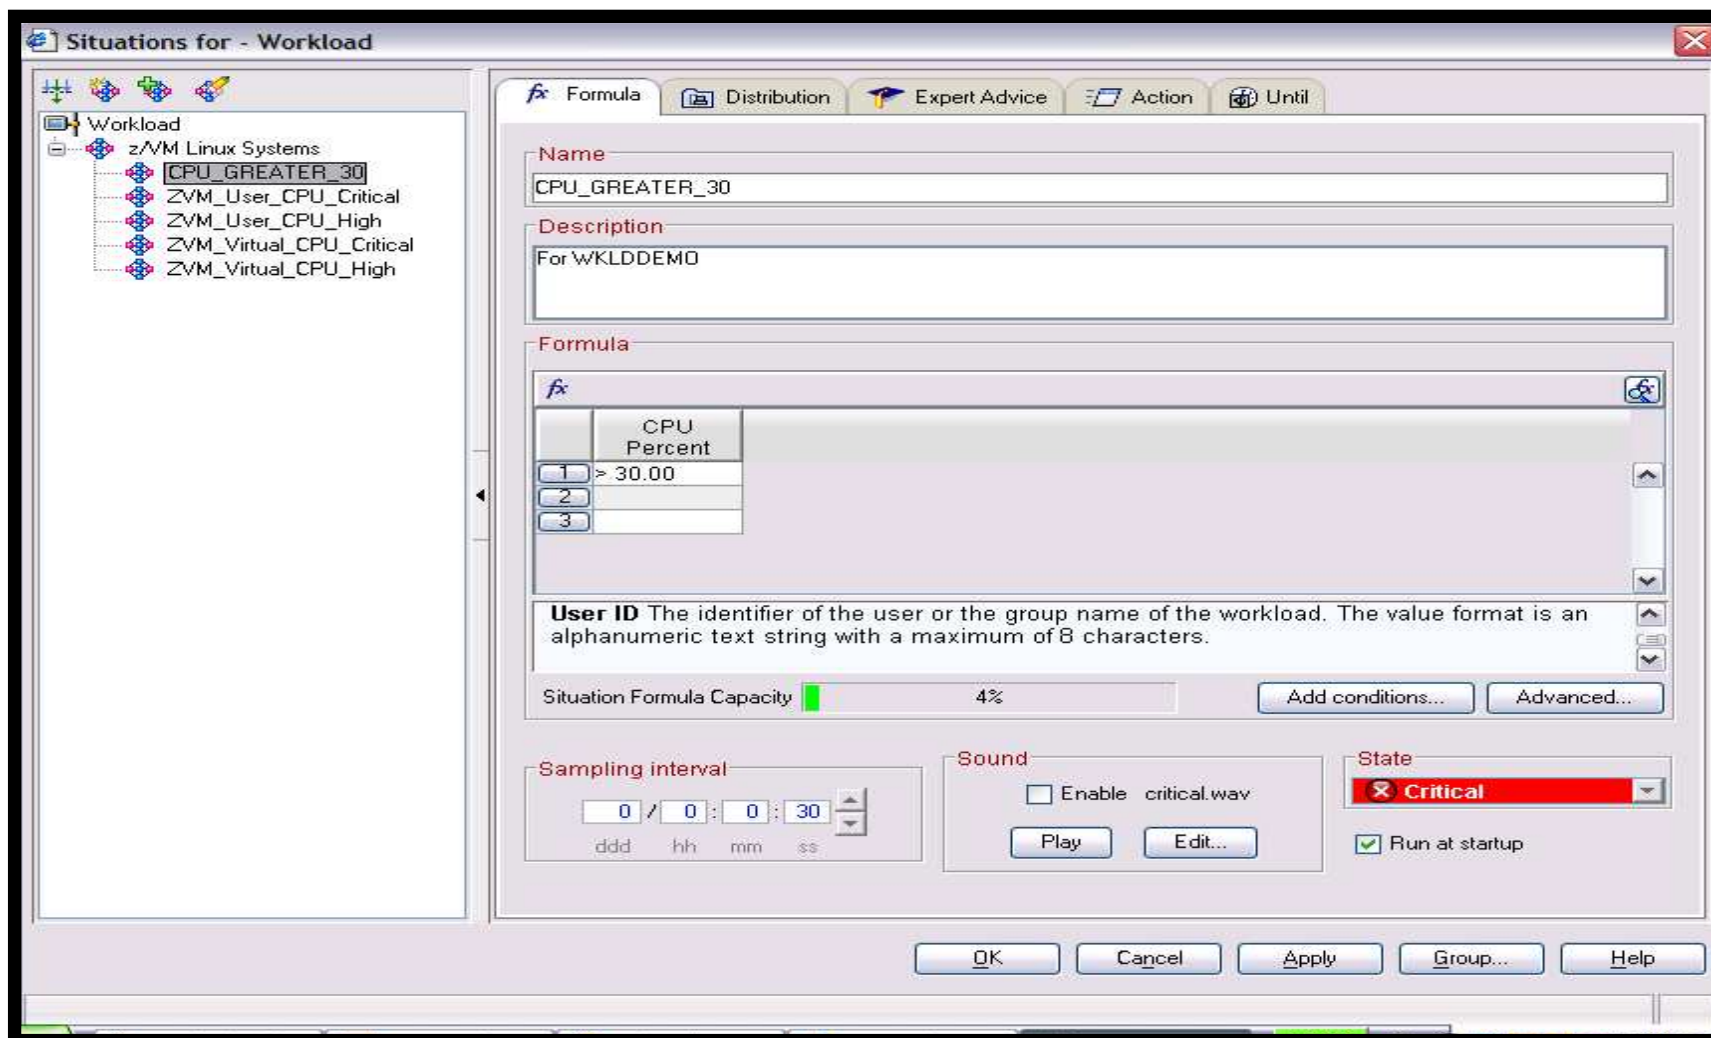 Situations for - Workload
Workload
z/VM Linux Systems
CPU_GREATER_30
ZVM_User_CPU_Critical
ZVM_User_CPU_High
ZVM_Virtual_CPU_Critical
ZVM_Virtual_CPU_High
fx Formula
Distribution
Expert Advice
Action
Until
Name
CPU_GREATER_30
Description
For WKLDDEMO
Formula
fx
CPU
Percent
1 > 30.00
2
3
User ID The identifier of the user or the group name of the workload. The value format is an
alphanumeric text string with a maximum of 8 characters.
Situation Formula Capacity 4% Add conditions... Advanced...
Sampling interval
0 / 0 : 0 : 30
ddd hh mm ss
Sound
Enable critical.wav
Play Edit...
State
Critical
Run at startup
OK Cancel Apply Group... Help